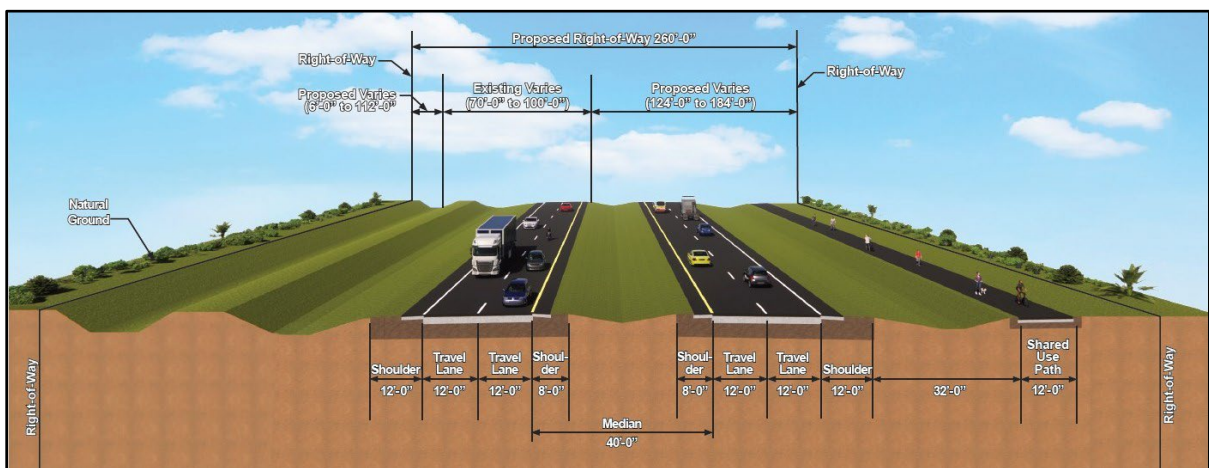 Proposed Right-of-Way 260'-0"
Right-of-Way
Right-of-Way
Proposed Varies
(6'-0" to 112'-0"
Existing Varies
(70'-0" to 100'-0")
Proposed Varies
(124'-0" to 184'-0")
Natural
Ground
Shoulder
12'-0"
Travel
Lane
12'-0"
Travel
Lane
12'-0"
Shoul-
der
8'-0"
Shoul-
der
8'-0"
Travel
Lane
12'-0"
Travel
Lane
12'-0"
Shoulder
12'-0"
32'-0"
Shared
Use
Path
12'-0"
Median
40'-0"
Right-of-Way
Right-of-Way